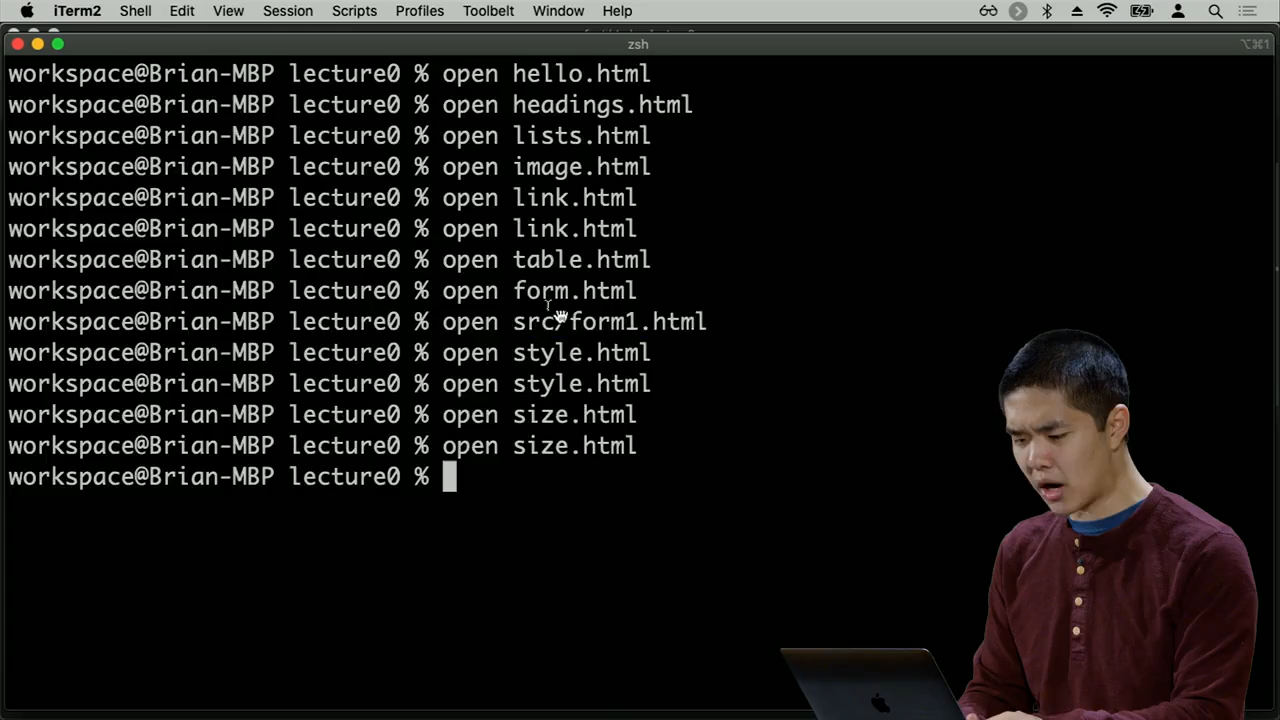 iTerm2 Shell Edit View Session Scripts Profiles Toolbelt Window Help
zsh ⌥⌘1
workspace@Brian-MBP lecture0 % open hello.html
workspace@Brian-MBP lecture0 % open headings.html
workspace@Brian-MBP lecture0 % open lists.html
workspace@Brian-MBP lecture0 % open image.html
workspace@Brian-MBP lecture0 % open link.html
workspace@Brian-MBP lecture0 % open link.html
workspace@Brian-MBP lecture0 % open table.html
workspace@Brian-MBP lecture0 % open form.html
workspace@Brian-MBP lecture0 % open src/form1.html
workspace@Brian-MBP lecture0 % open style.html
workspace@Brian-MBP lecture0 % open style.html
workspace@Brian-MBP lecture0 % open size.html
workspace@Brian-MBP lecture0 % open size.html
workspace@Brian-MBP lecture0 %